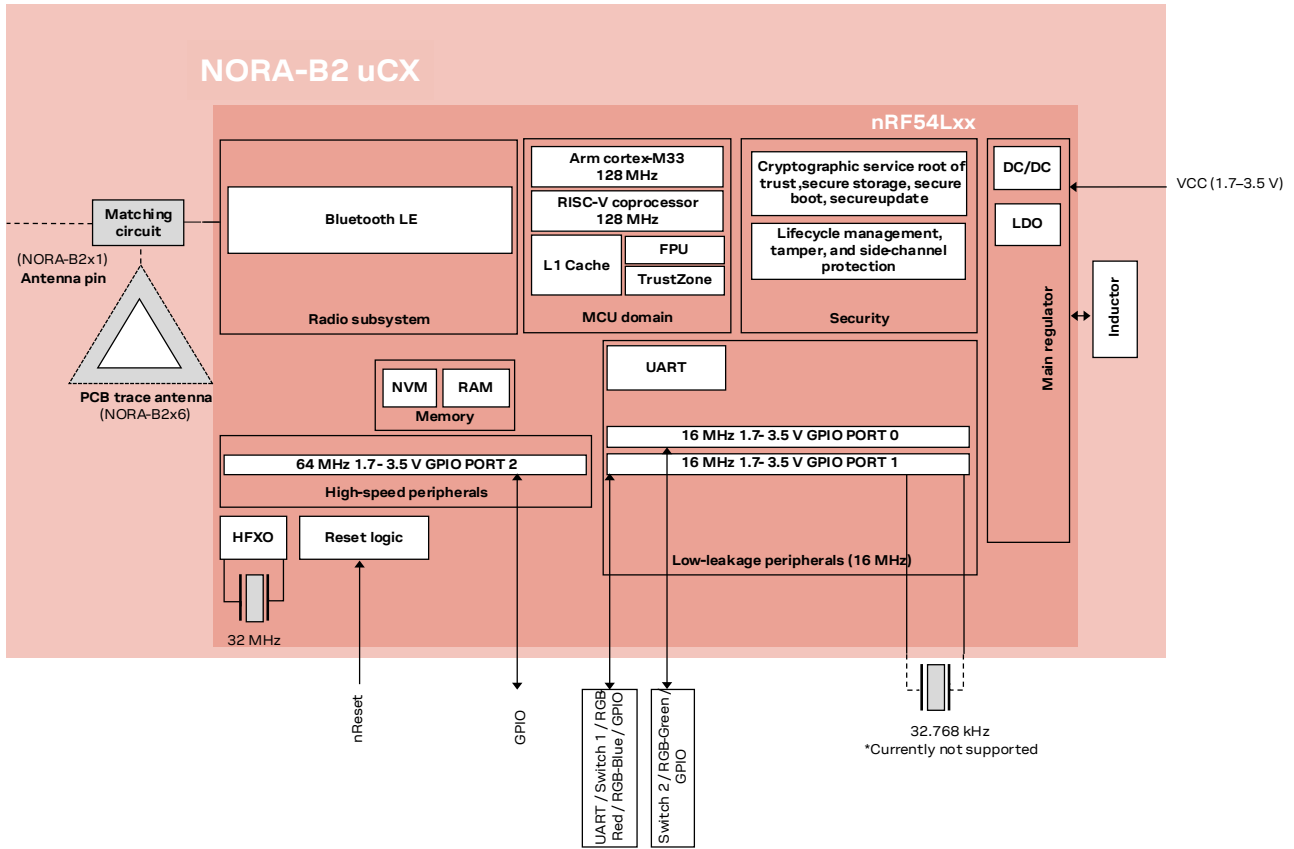 NORA-B2 uCX
nRF54Lxx
Bluetooth LE
Radio subsystem
Arm cortex-M33
128 MHz
RISC-V coprocessor
128 MHz
L1 Cache
FPU
TrustZone
MCU domain
Cryptographic service root of
trust ,secure storage, secure
boot, secureupdate
Lifecycle management,
tamper, and side-channel
protection
Security
DC/DC
LDO
Main regulator
VCC (1.7–3.5 V)
Inductor
Matching
circuit
(NORA-B2x1)
Antenna pin
PCB trace antenna
(NORA-B2x6)
NVM
RAM
Memory
UART
16 MHz 1.7- 3.5 V GPIO PORT 0
16 MHz 1.7- 3.5 V GPIO PORT 1
Low-leakage peripherals (16 MHz)
64 MHz 1.7- 3.5 V GPIO PORT 2
High-speed peripherals
HFXO
Reset logic
32 MHz
nReset
GPIO
UART / Switch 1 / RGB
Red / RGB-Blue / GPIO
Switch 2 / RGB-Green /
GPIO
32.768 kHz
*Currently not supported